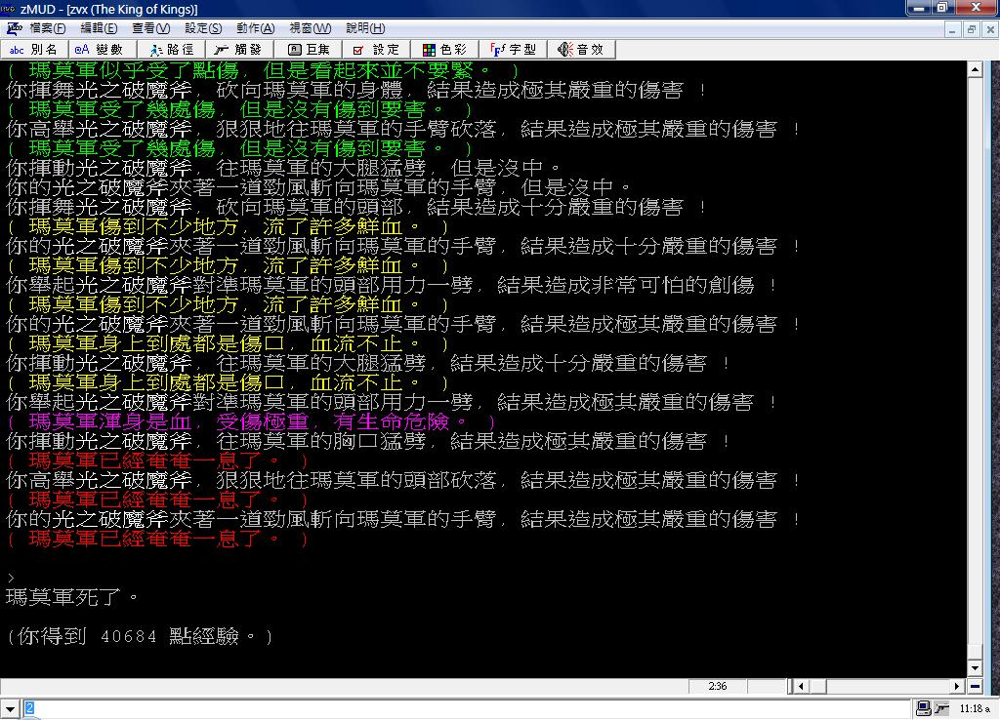 zMUD - [zvx (The King of Kings)]
檔案(F) 編輯(E) 查看(V) 設定(S) 動作(A) 視窗(W) 說明(H)
abc 別名 @A 變數 路徑 觸發 巨集 設定 色彩 字型 音效
( 瑪莫軍似乎受了點傷，但是看起來並不要緊。 )
你揮舞光之破魔斧，砍向瑪莫軍的身體，結果造成極其嚴重的傷害 !
( 瑪莫軍受了幾處傷，但是沒有傷到要害。 )
你高舉光之破魔斧，狠狠地往瑪莫軍的手臂砍落，結果造成極其嚴重的傷害 !
( 瑪莫軍受了幾處傷，但是沒有傷到要害。 )
你揮動光之破魔斧，往瑪莫軍的大腿猛劈，但是沒中。
你的光之破魔斧夾著一道勁風斬向瑪莫軍的手臂，但是沒中。
你揮舞光之破魔斧，砍向瑪莫軍的頭部，結果造成十分嚴重的傷害 !
( 瑪莫軍傷到不少地方，流了許多鮮血。 )
你的光之破魔斧夾著一道勁風斬向瑪莫軍的手臂，結果造成十分嚴重的傷害 !
( 瑪莫軍傷到不少地方，流了許多鮮血。 )
你舉起光之破魔斧對準瑪莫軍的頭部用力一劈，結果造成非常可怕的創傷 !
( 瑪莫軍傷到不少地方，流了許多鮮血。 )
你的光之破魔斧夾著一道勁風斬向瑪莫軍的手臂，結果造成極其嚴重的傷害 !
( 瑪莫軍身上到處都是傷口，血流不止。 )
你揮動光之破魔斧，往瑪莫軍的大腿猛劈，結果造成十分嚴重的傷害 !
( 瑪莫軍身上到處都是傷口，血流不止。 )
你舉起光之破魔斧對準瑪莫軍的頭部用力一劈，結果造成極其嚴重的傷害 !
( 瑪莫軍渾身是血，受傷極重，有生命危險。 )
你揮動光之破魔斧，往瑪莫軍的胸口猛劈，結果造成極其嚴重的傷害 !
( 瑪莫軍已經奄奄一息了。 )
你高舉光之破魔斧，狠狠地往瑪莫軍的頭部砍落，結果造成極其嚴重的傷害 !
( 瑪莫軍已經奄奄一息了。 )
你的光之破魔斧夾著一道勁風斬向瑪莫軍的手臂，結果造成極其嚴重的傷害 !
( 瑪莫軍已經奄奄一息了。 )
>
瑪莫軍死了。
(你得到 40684 點經驗。)
2:36
2
11:18 a